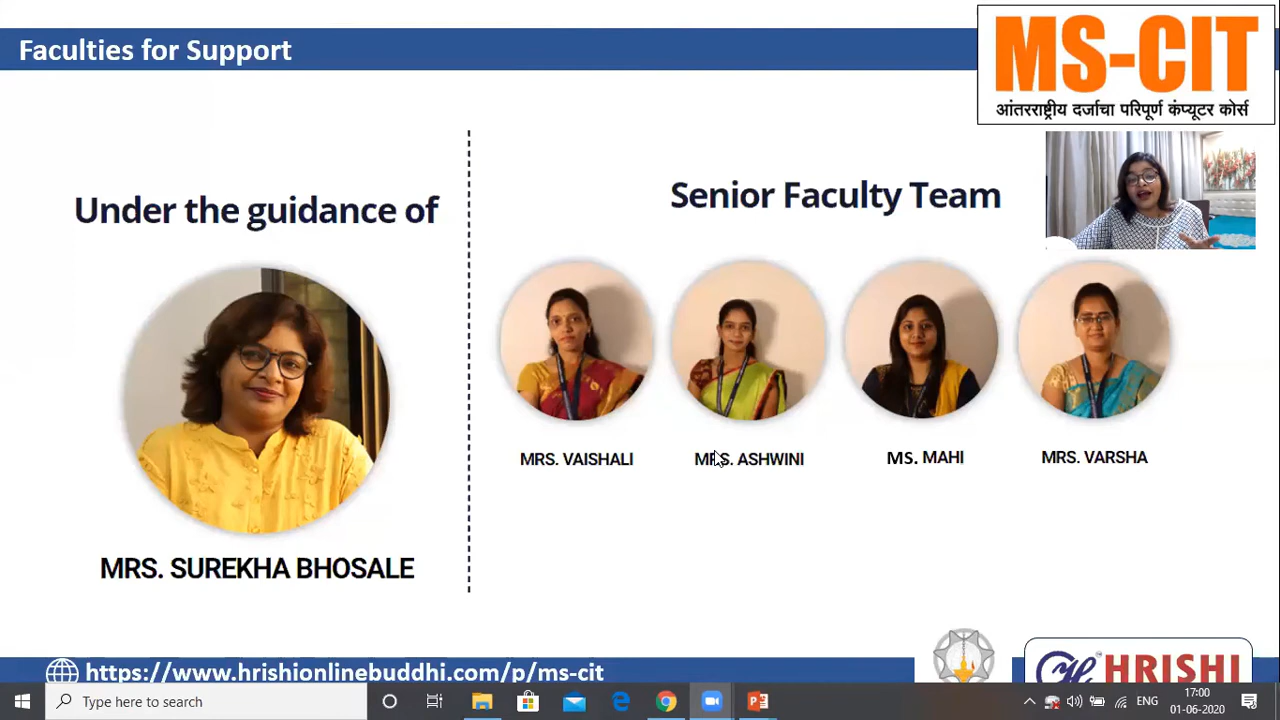 Faculties for Support
MS-CIT
आंतरराष्ट्रीय दर्जाचा परिपूर्ण कंप्यूटर कोर्स
Under the guidance of
Senior Faculty Team
MRS. VAISHALI
MRS. ASHWINI
MS. MAHI
MRS. VARSHA
MRS. SUREKHA BHOSALE
https://www.hrishionlinebuddhi.com/p/ms-cit
HRISHI
Type here to search
ENG
17:00
01-06-2020